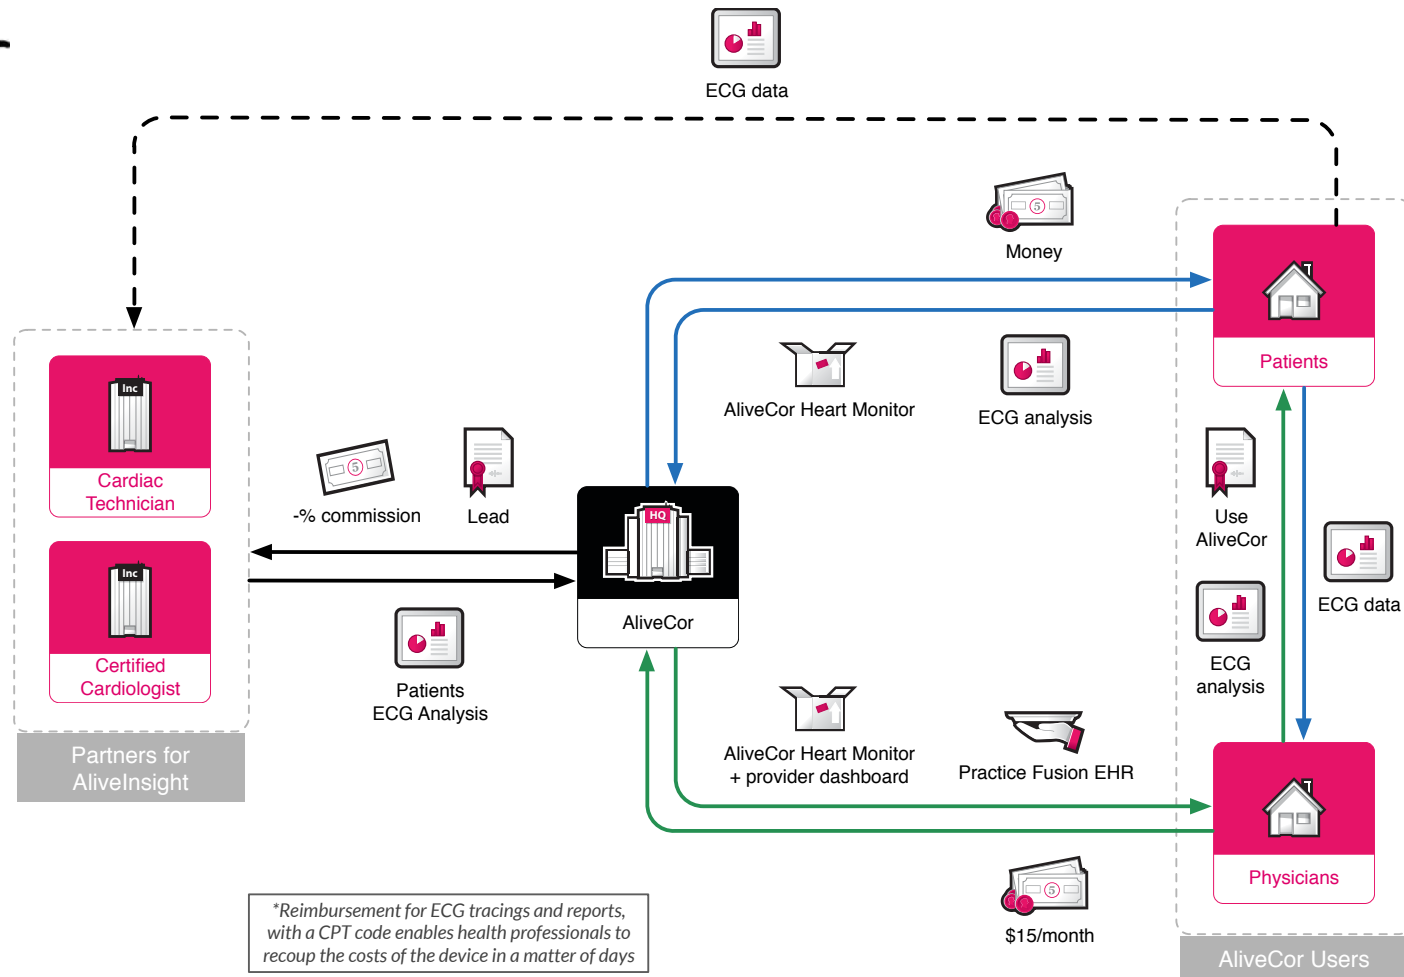 ECG data
Money
Patients
AliveCor Heart Monitor
ECG analysis
Inc
Cardiac
Technician
-% commission
Lead
HQ
AliveCor
Use
AliveCor
ECG data
Inc
Certified
Cardiologist
Patients
ECG Analysis
ECG
analysis
Partners for
AliveInsight
AliveCor Heart Monitor
+ provider dashboard
Practice Fusion EHR
Physicians
$15/month
*Reimbursement for ECG tracings and reports,
with a CPT code enables health professionals to
recoup the costs of the device in a matter of days
AliveCor Users
5
5
5